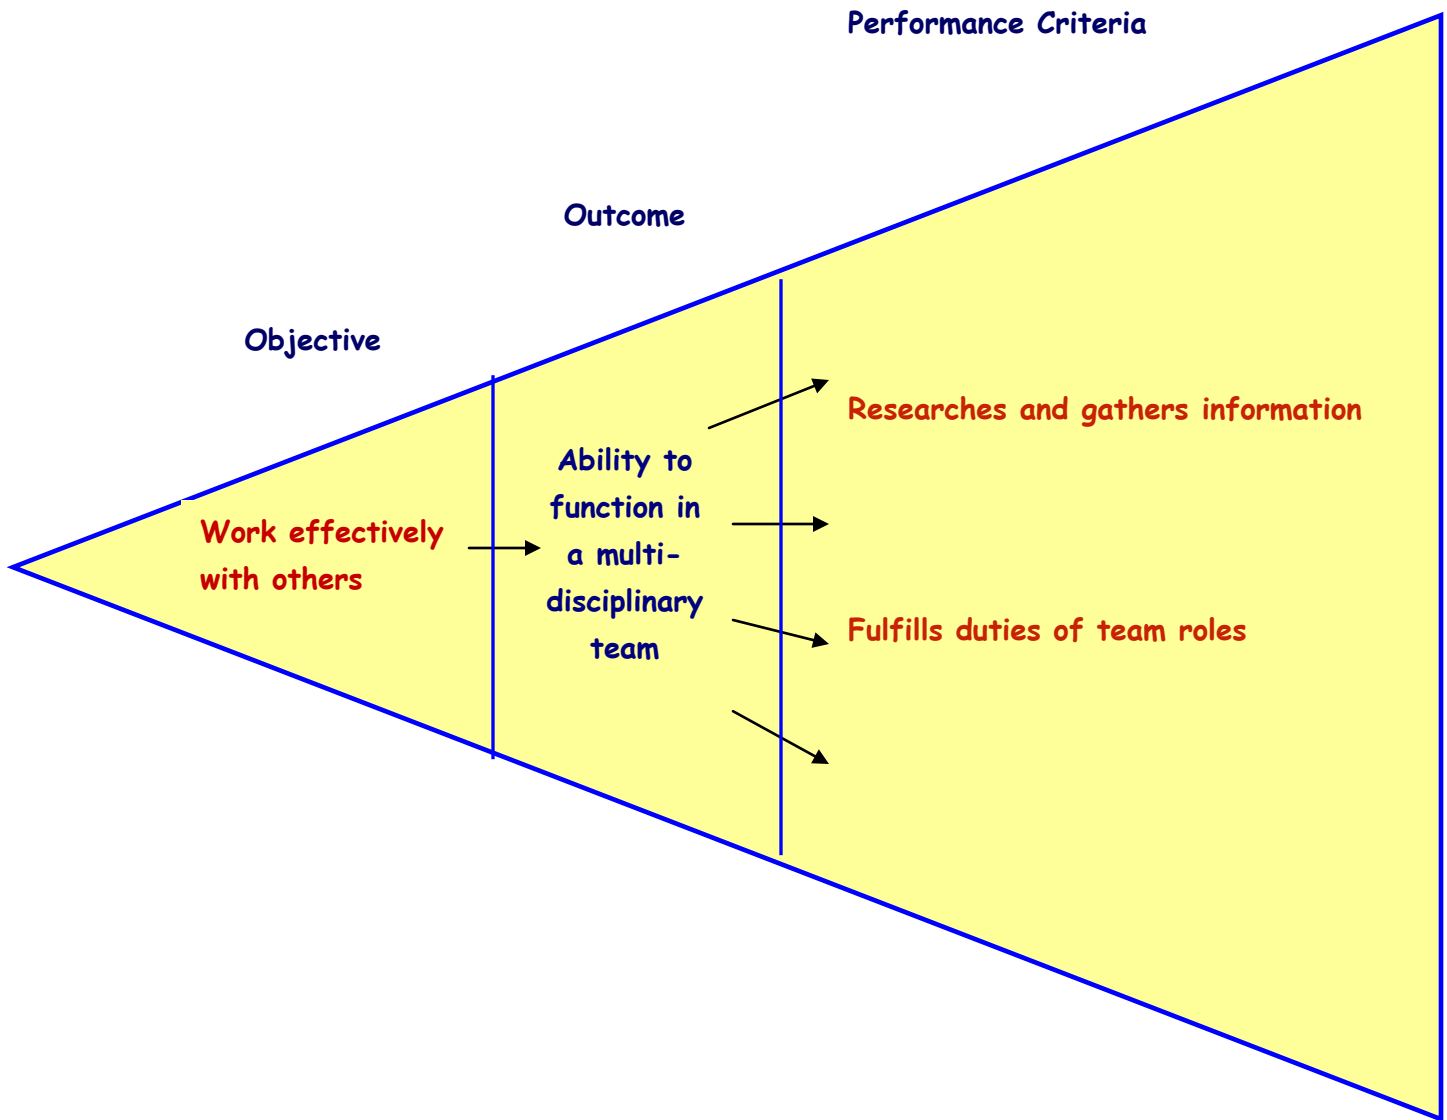 Performance Criteria
Outcome
Objective
Work effectively
with others
Ability to
function in
a multi-
disciplinary
team
Researches and gathers information
Fulfills duties of team roles